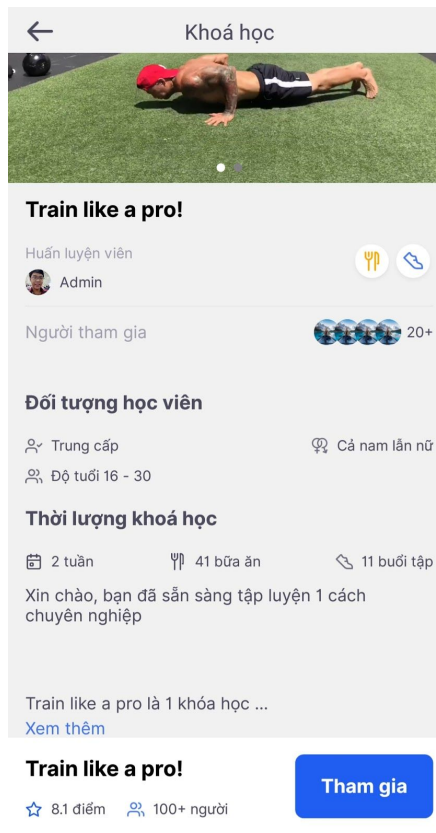 Khoá học
Train like a pro!
Huấn luyện viên
Admin
Người tham gia
20+
Đối tượng học viên
Trung cấp
Cả nam lẫn nữ
Độ tuổi 16 - 30
Thời lượng khoá học
2 tuần
41 bữa ăn
11 buổi tập
Xin chào, bạn đã sẵn sàng tập luyện 1 cách
chuyên nghiệp
Train like a pro là 1 khóa học ...
Xem thêm
Train like a pro!
Tham gia
8.1 điểm
100+ người